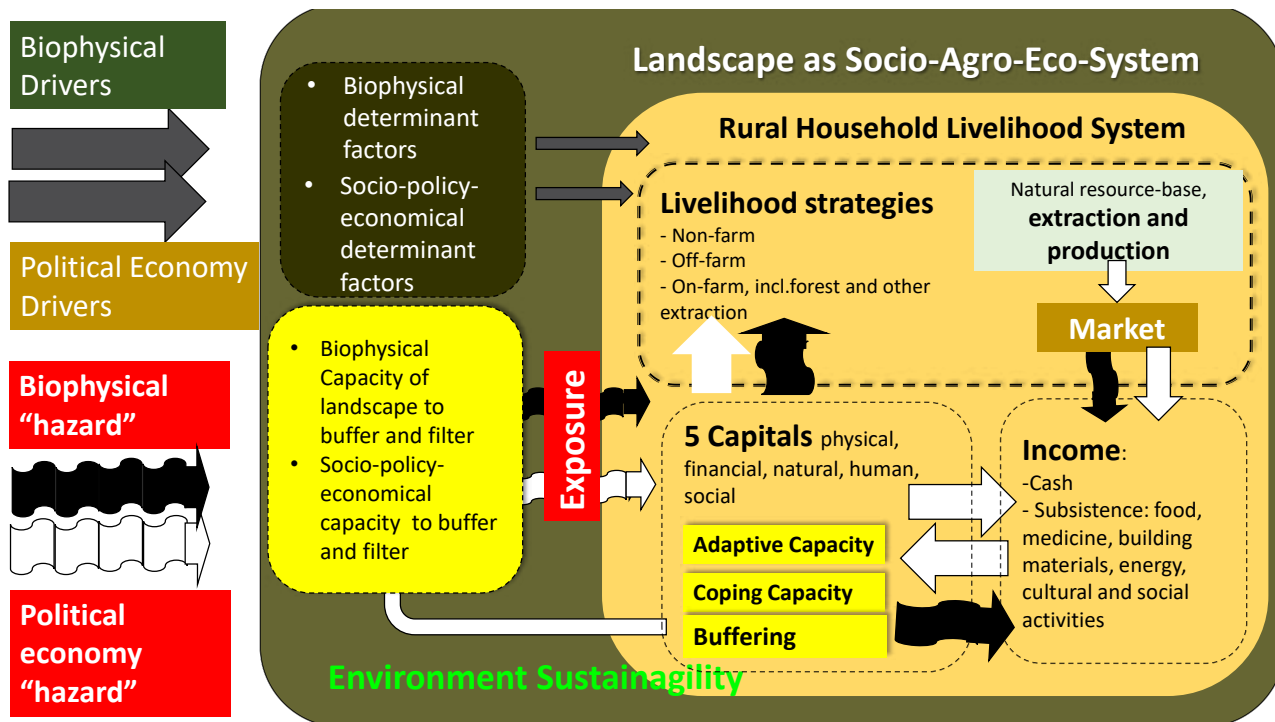 Biophysical
Drivers
Political Economy
Drivers
Biophysical
“hazard”
Political
economy
“hazard”
Landscape as Socio-Agro-Eco-System
• Biophysical
determinant
factors
• Socio-policy-
economical
determinant
factors
• Biophysical
Capacity of
landscape to
buffer and filter
• Socio-policy-
economical
capacity to buffer
and filter
Exposure
Rural Household Livelihood System
Livelihood strategies
- Non-farm
- Off-farm
- On-farm, incl.forest and other
extraction
Natural resource-base,
extraction and
production
Market
5 Capitals physical,
financial, natural, human,
social
Adaptive Capacity
Coping Capacity
Buffering
Income:
-Cash
- Subsistence: food,
medicine, building
materials, energy,
cultural and social
activities
Environment Sustainagility